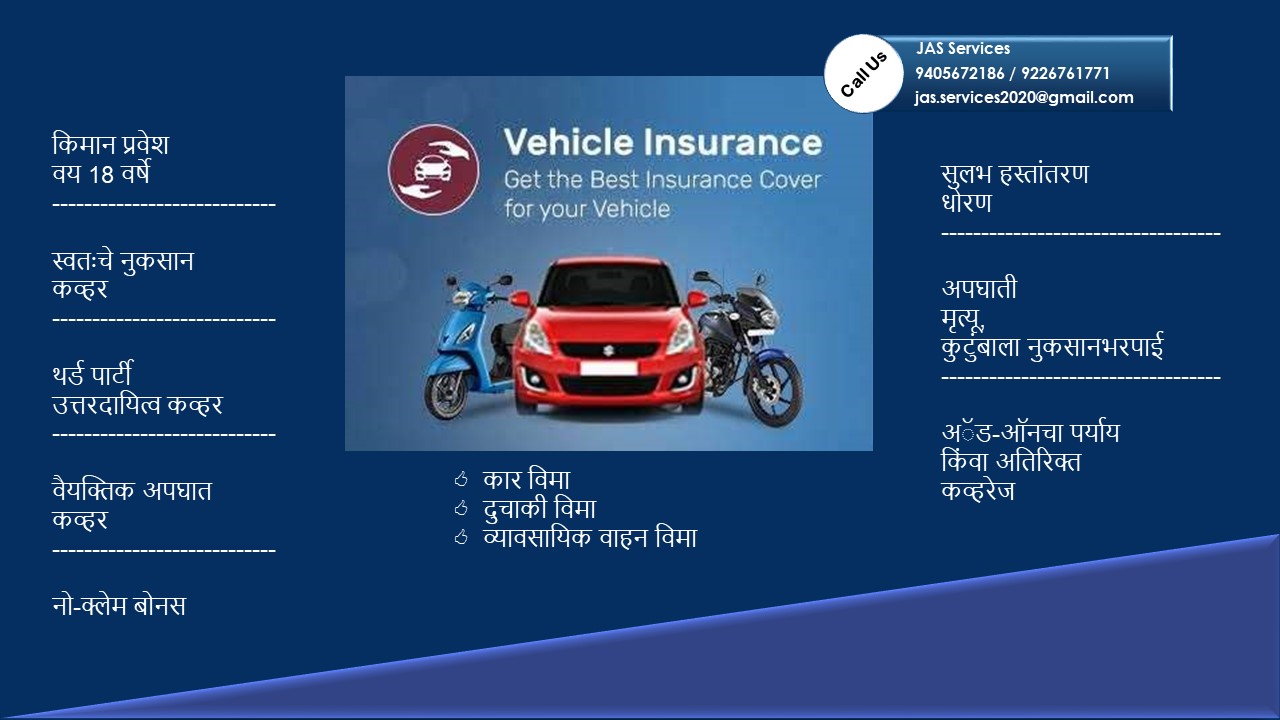 Call Us
JAS Services
9405672186 / 9226761771
jas.services2020@gmail.com
किमान प्रवेश
वय 18 वर्षे
----------------------------
स्वतःचे नुकसान
कव्हर
----------------------------
थर्ड पार्टी
उत्तरदायित्व कव्हर
----------------------------
वैयक्तिक अपघात
कव्हर
----------------------------
नो-क्लेम बोनस
Vehicle Insurance
Get the Best Insurance Cover
for your Vehicle
कार विमा
दुचाकी विमा
व्यावसायिक वाहन विमा
सुलभ हस्तांतरण
धोरण
-----------------------------------
अपघाती
मृत्यू,
कुटुंबाला नुकसानभरपाई
-----------------------------------
अॅड-ऑनचा पर्याय
किंवा अतिरिक्त
कव्हरेज